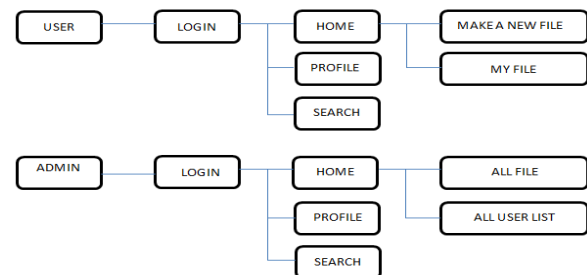 USER
LOGIN
HOME
MAKE A NEW FILE
PROFILE
MY FILE
SEARCH
ADMIN
LOGIN
HOME
ALL FILE
PROFILE
ALL USER LIST
SEARCH